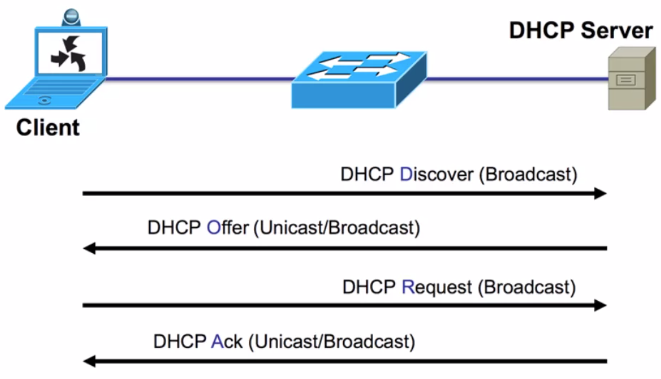 DHCP Server
Client
DHCP Discover (Broadcast)
DHCP Offer (Unicast/Broadcast)
DHCP Request (Broadcast)
DHCP Ack (Unicast/Broadcast)